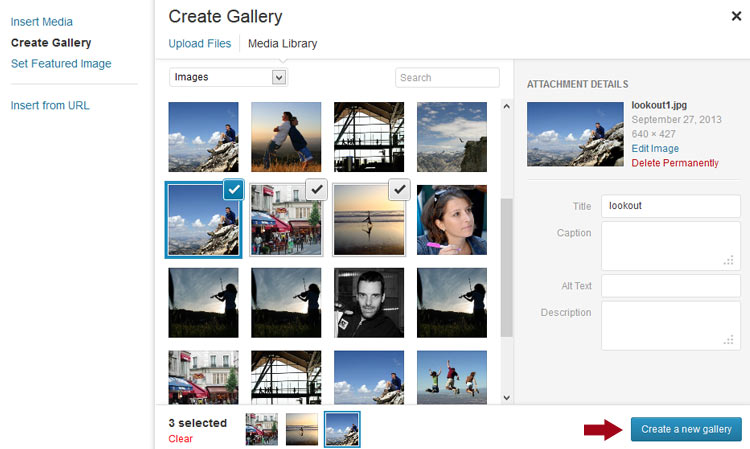 Insert Media
Create Gallery
Set Featured Image
Insert from URL
Create Gallery
Upload Files
Media Library
Images
Search
ATTACHMENT DETAILS
lookout1.jpg
September 27, 2013
640 × 427
Edit Image
Delete Permanently
Title
lookout
Caption
Alt Text
Description
3 selected
Clear
Create a new gallery